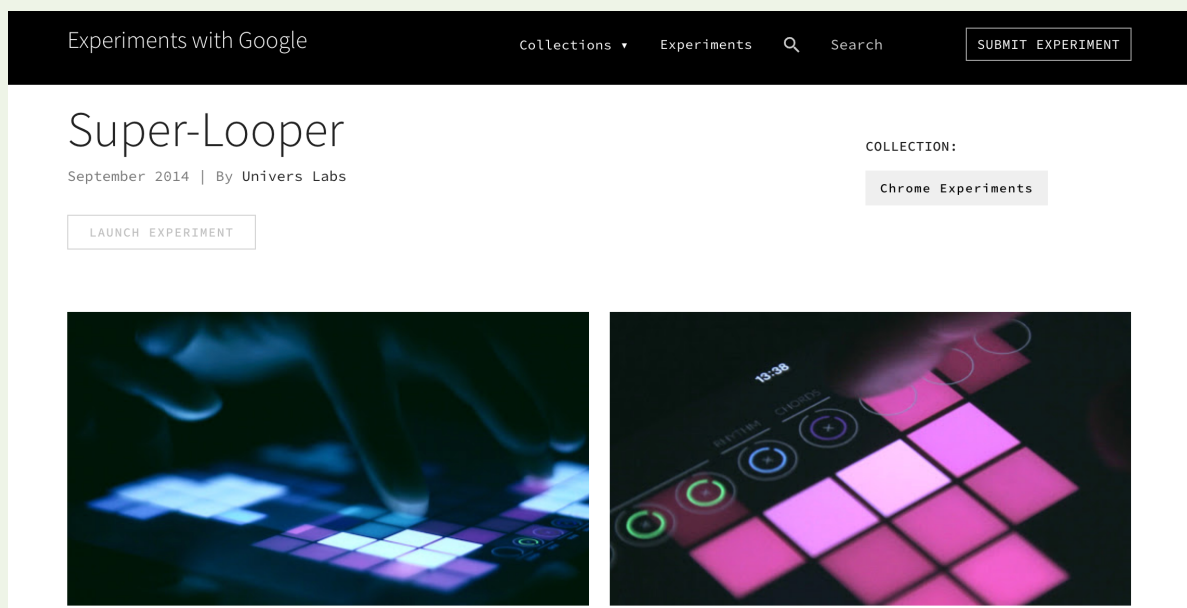 Experiments with Google
Collections ▾
Experiments
Search
SUBMIT EXPERIMENT
Super-Looper
September 2014 | By Univers Labs
COLLECTION:
Chrome Experiments
LAUNCH EXPERIMENT
13:38
RHYTHM
CHORDS